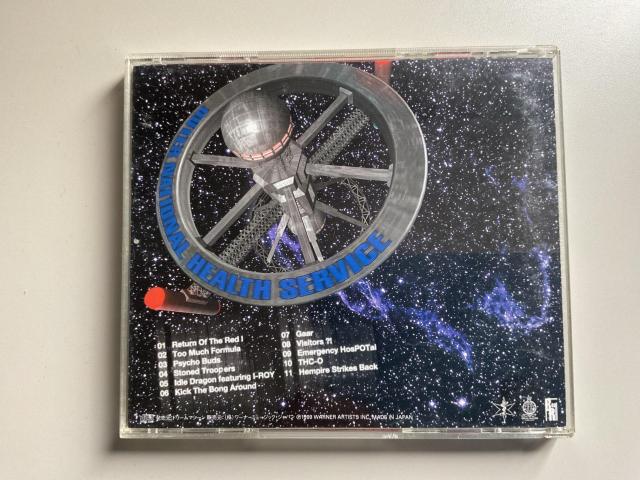 OUTER NATIONAL HEALTH SERVICE
01 Return Of The Red I
02 Too Much Formula
03 Psycho Buds
04 Stoned Troopers
05 Idle Dragon featuring I-ROY
06 Kick The Bong Around
07 Gear
08 Visitors ?!
09 Emergency HosPOTal
10 THC-O
11 Hempire Strikes Back
WARNER ARTISTS INC. MADE IN JAPAN